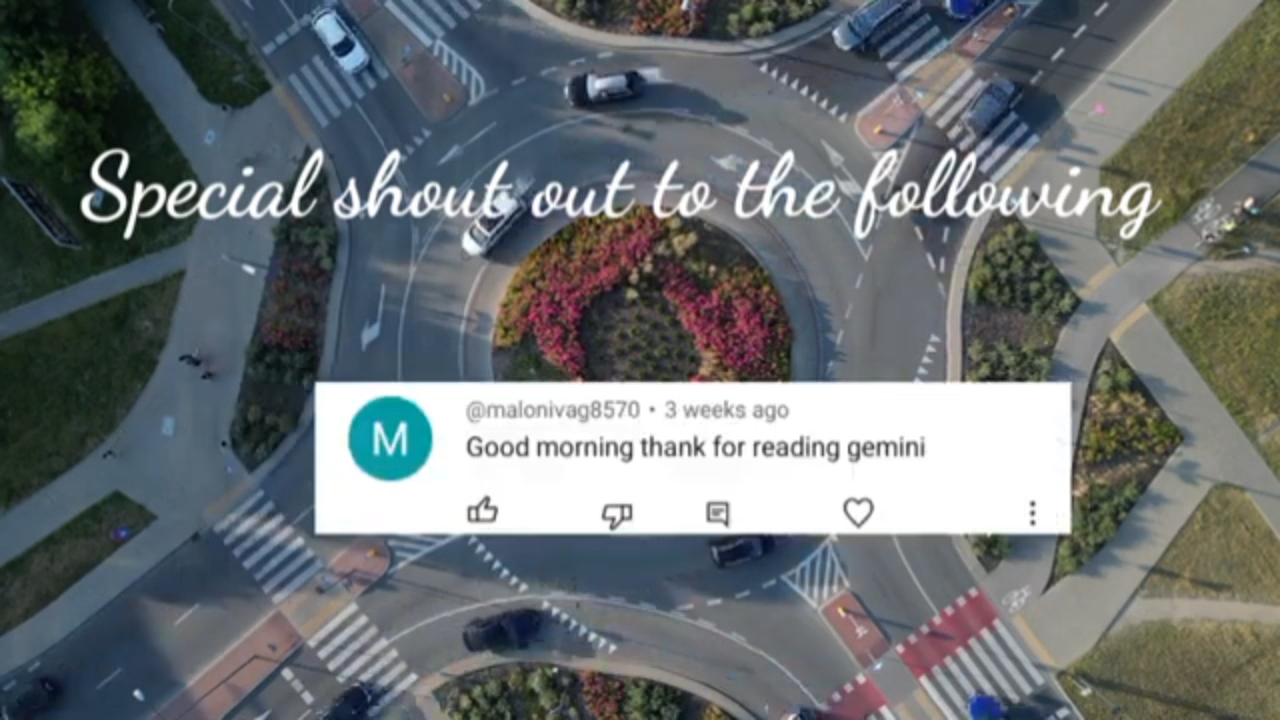 Special shout out to the following
M
@malonivag8570 • 3 weeks ago
Good morning thank for reading gemini